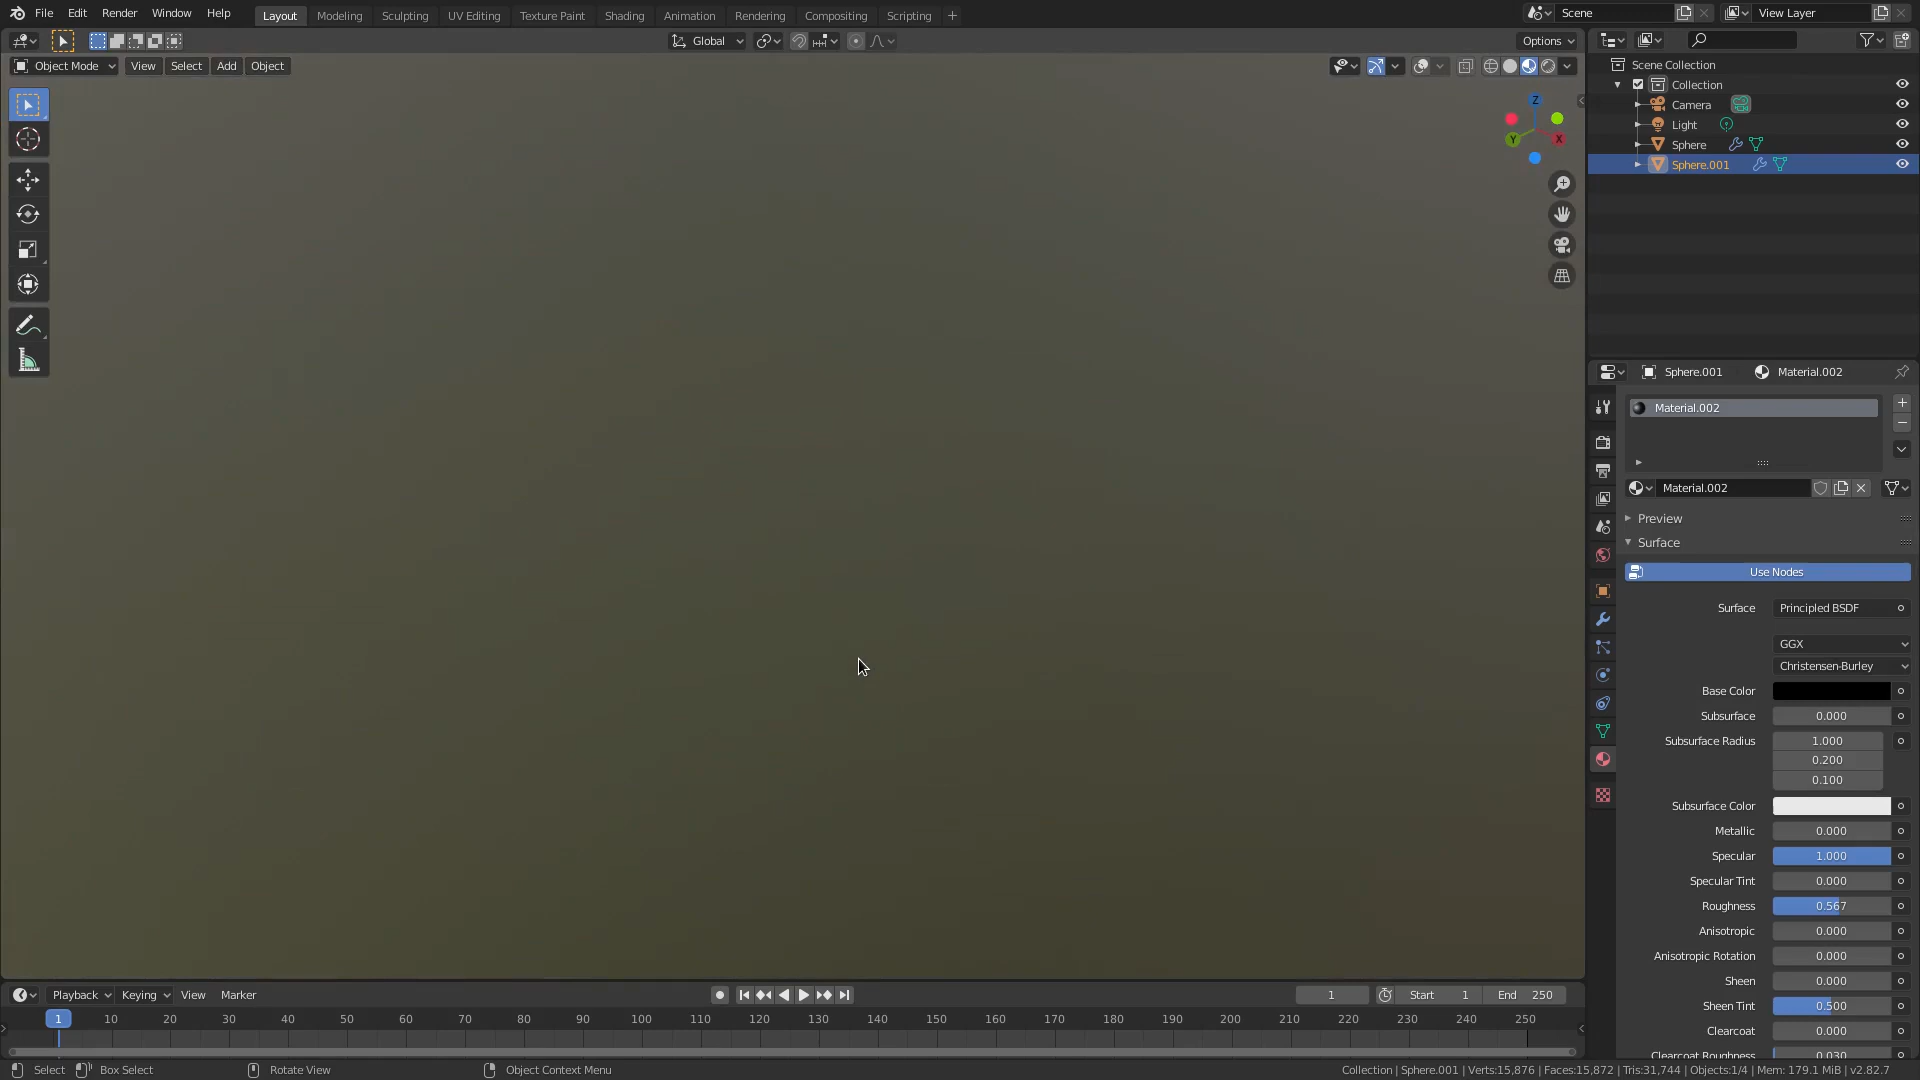 File Edit Render Window Help Layout Modeling Sculpting UV Editing Texture Paint Shading Animation Rendering Compositing Scripting + Scene View Layer
Global Options
Object Mode View Select Add Object
Z
Y X
Scene Collection
Collection
Camera
Light
Sphere
Sphere.001
Sphere.001 Material.002
Material.002
Material.002
Preview
Surface
Use Nodes
Surface Principled BSDF
GGX
Christensen-Burley
Base Color
Subsurface 0.000
Subsurface Radius 1.000
0.200
0.100
Subsurface Color
Metallic 0.000
Specular 1.000
Specular Tint 0.000
Roughness 0.567
Anisotropic 0.000
Anisotropic Rotation 0.000
Sheen 0.000
Sheen Tint 0.500
Clearcoat 0.000
Clearcoat Roughness 0.030
Playback Keying View Marker 1 Start 1 End 250
1 10 20 30 40 50 60 70 80 90 100 110 120 130 140 150 160 170 180 190 200 210 220 230 240 250
Select Box Select Rotate View Object Context Menu Collection | Sphere.001 | Verts:15,876 | Faces:15,872 | Tris:31,744 | Objects:1/4 | Mem: 179.1 MiB | v2.82.7